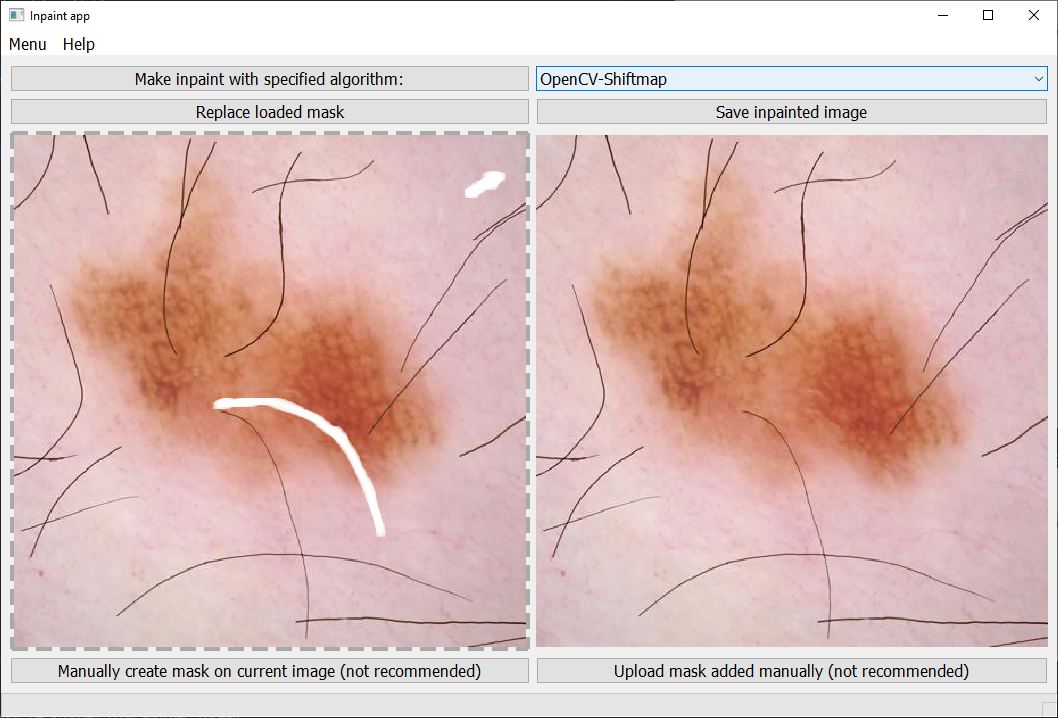 Inpaint app
Menu Help
Make inpaint with specified algorithm: OpenCV-Shiftmap
Replace loaded mask Save inpainted image
Manually create mask on current image (not recommended) Upload mask added manually (not recommended)